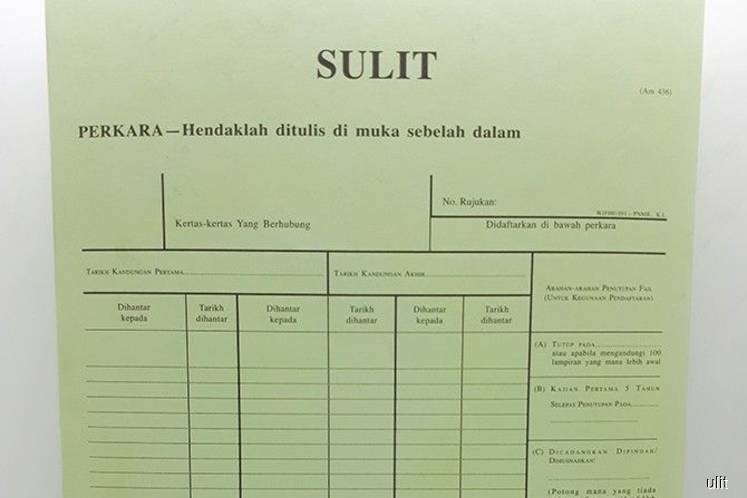 SULIT
(Am 436)
PERKARA—Hendaklah ditulis di muka sebelah dalam
No. Rujukan:
Kertas-kertas Yang Berhubung
Didaftarkan di bawah perkara
TARIKH KANDUNGAN PERTAMA
TARIKH KANDUNGAN AKHIR
ARAHAN-ARAHAN PENUTUPAN FAIL
(UNTUK KEGUNAAN PENDAFTARAN)
Dihantar kepada
Tarikh dihantar
Dihantar kepada
Tarikh dihantar
Dihantar kepada
Tarikh dihantar
(A) TUTUP PADA
atau apabila mengandungi 100
lampiran yang mana lebih awal
(B) KAJIAN PERTAMA 5 TAHUN
SELEPAS PENUTUPAN PADA
(C) DICADANGKAN DIPINDAH/
DIMUSNAHKAN:
(Potong mana yang tiada
ulit